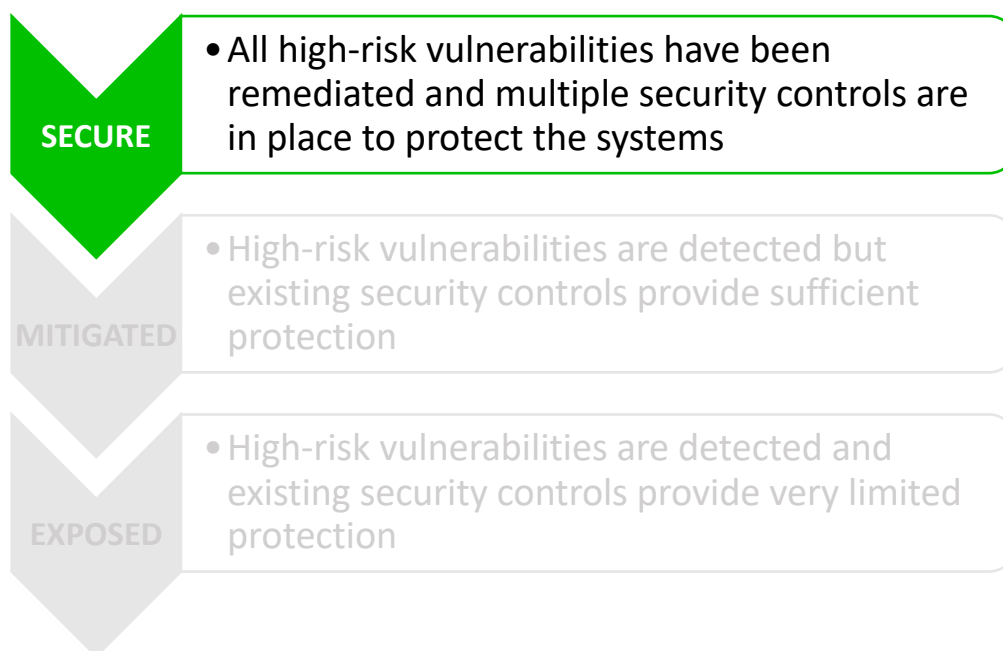 SECURE
• All high-risk vulnerabilities have been
remediated and multiple security controls are
in place to protect the systems
MITIGATED
• High-risk vulnerabilities are detected but
existing security controls provide sufficient
protection
EXPOSED
• High-risk vulnerabilities are detected and
existing security controls provide very limited
protection